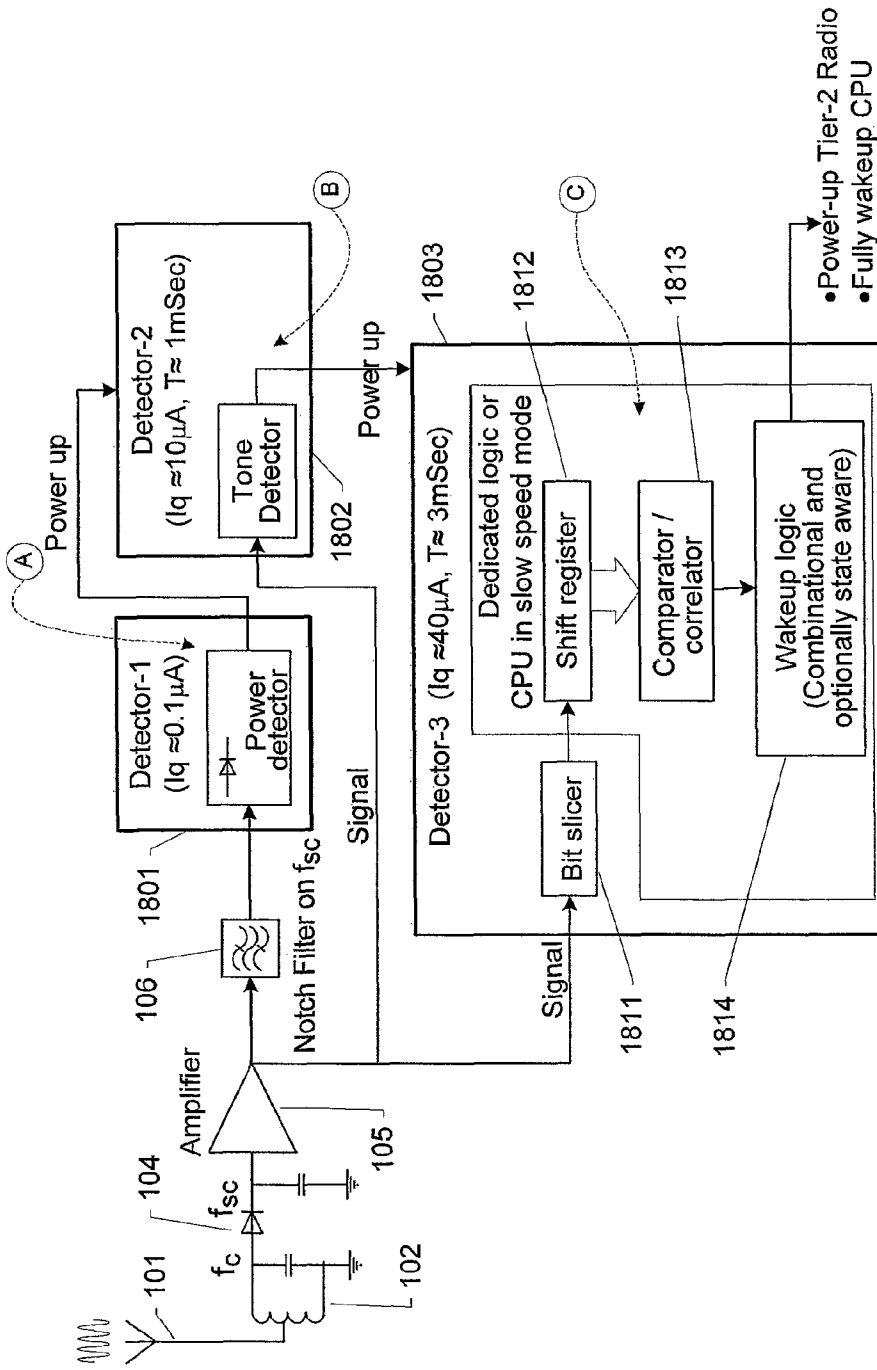 101
102
f_c
104
f_sc
Amplifier
105
106
Notch Filter on f_sc
1801
Detector-1
(Iq ≈0.1µA)
Power
detector
A
Power up
Detector-2
(Iq ≈10µA, T≈ 1mSec)
Tone
Detector
1802
B
Signal
Power up
Signal
1803
Detector-3 (Iq ≈40µA, T≈ 3mSec)
Dedicated logic or
CPU in slow speed mode
Bit slicer
1811
Shift register
1812
C
Comparator /
correlator
1813
Wakeup logic
(Combinational and
optionally state aware)
1814
•Power-up Tier-2 Radio
•Fully wakeup CPU